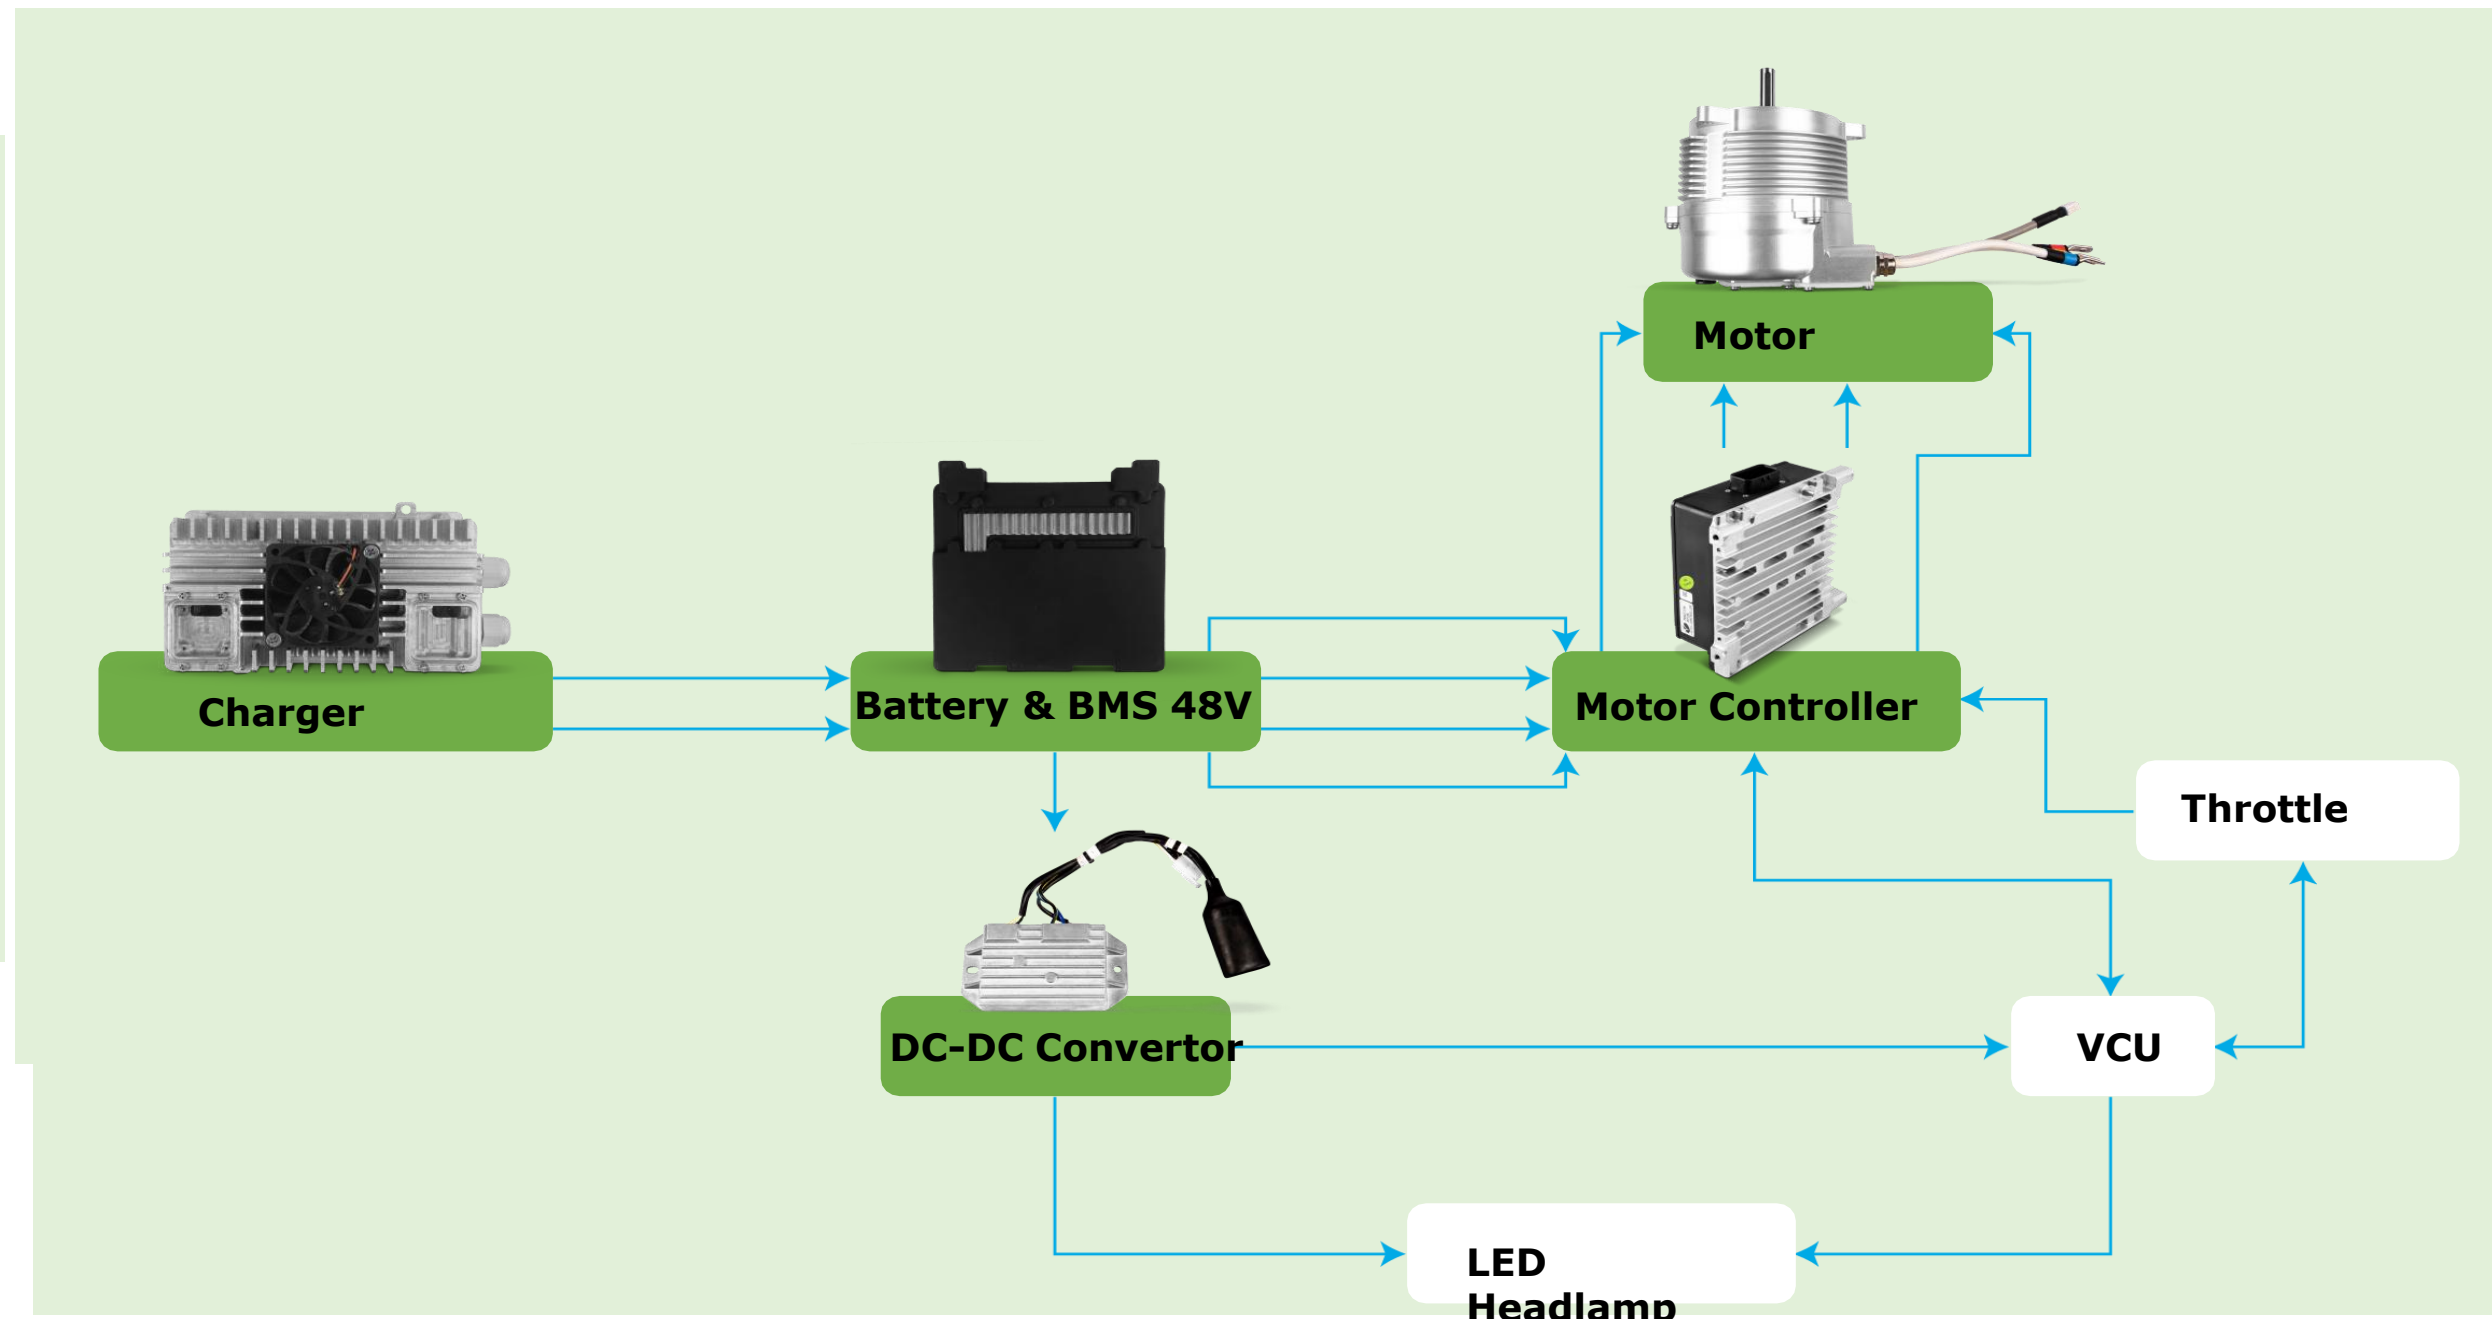 Motor
Charger
Battery & BMS 48V
Motor Controller
Throttle
DC-DC Convertor
VCU
LED
Headlamp